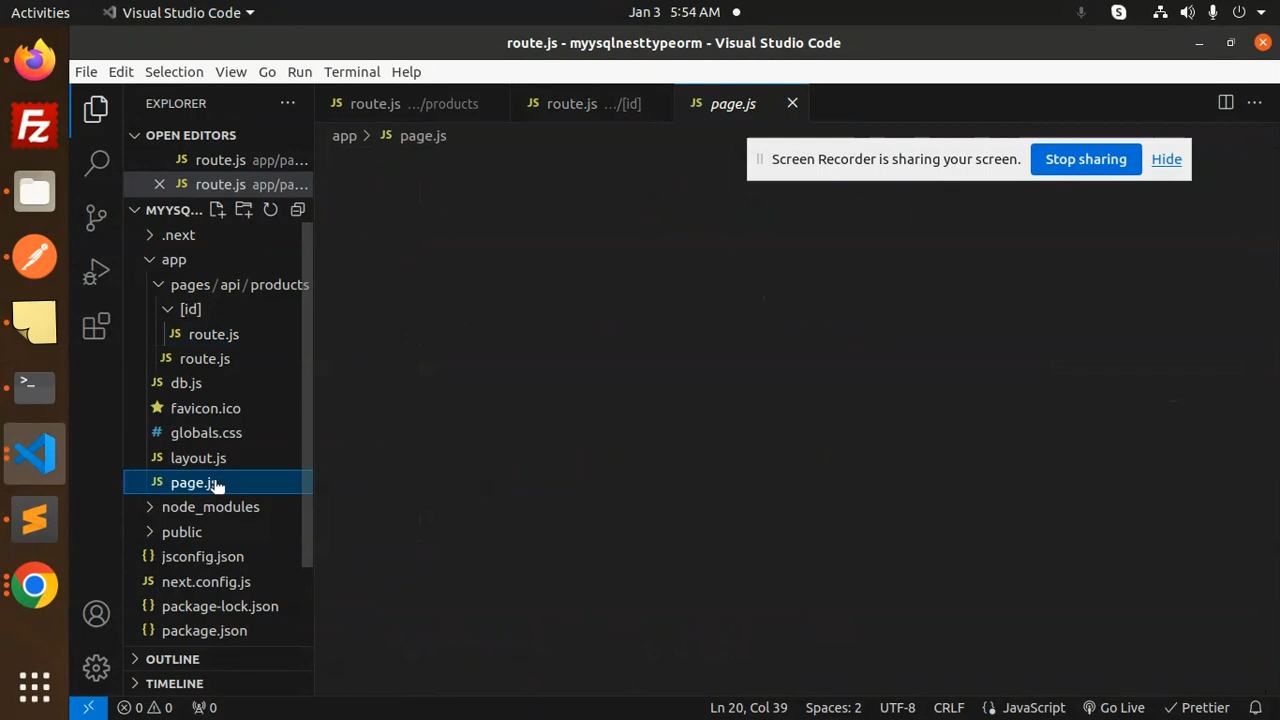 Activities
Visual Studio Code
Jan 3 5:54 AM
route.js - myysqlnesttypeorm - Visual Studio Code
File Edit Selection View Go Run Terminal Help
EXPLORER
JS route.js .../products
JS route.js .../[id]
JS page.js
OPEN EDITORS
app > JS page.js
JS route.js app/pa...
Screen Recorder is sharing your screen.
Stop sharing
Hide
JS route.js app/pa...
MYYSQ...
.next
app
pages / api / products
[id]
JS route.js
JS route.js
JS db.js
favicon.ico
# globals.css
JS layout.js
JS page.js
node_modules
public
{} jsconfig.json
JS next.config.js
{} package-lock.json
{} package.json
OUTLINE
TIMELINE
0 0 0
Ln 20, Col 39
Spaces: 2
UTF-8
CRLF
{} JavaScript
Go Live
Prettier